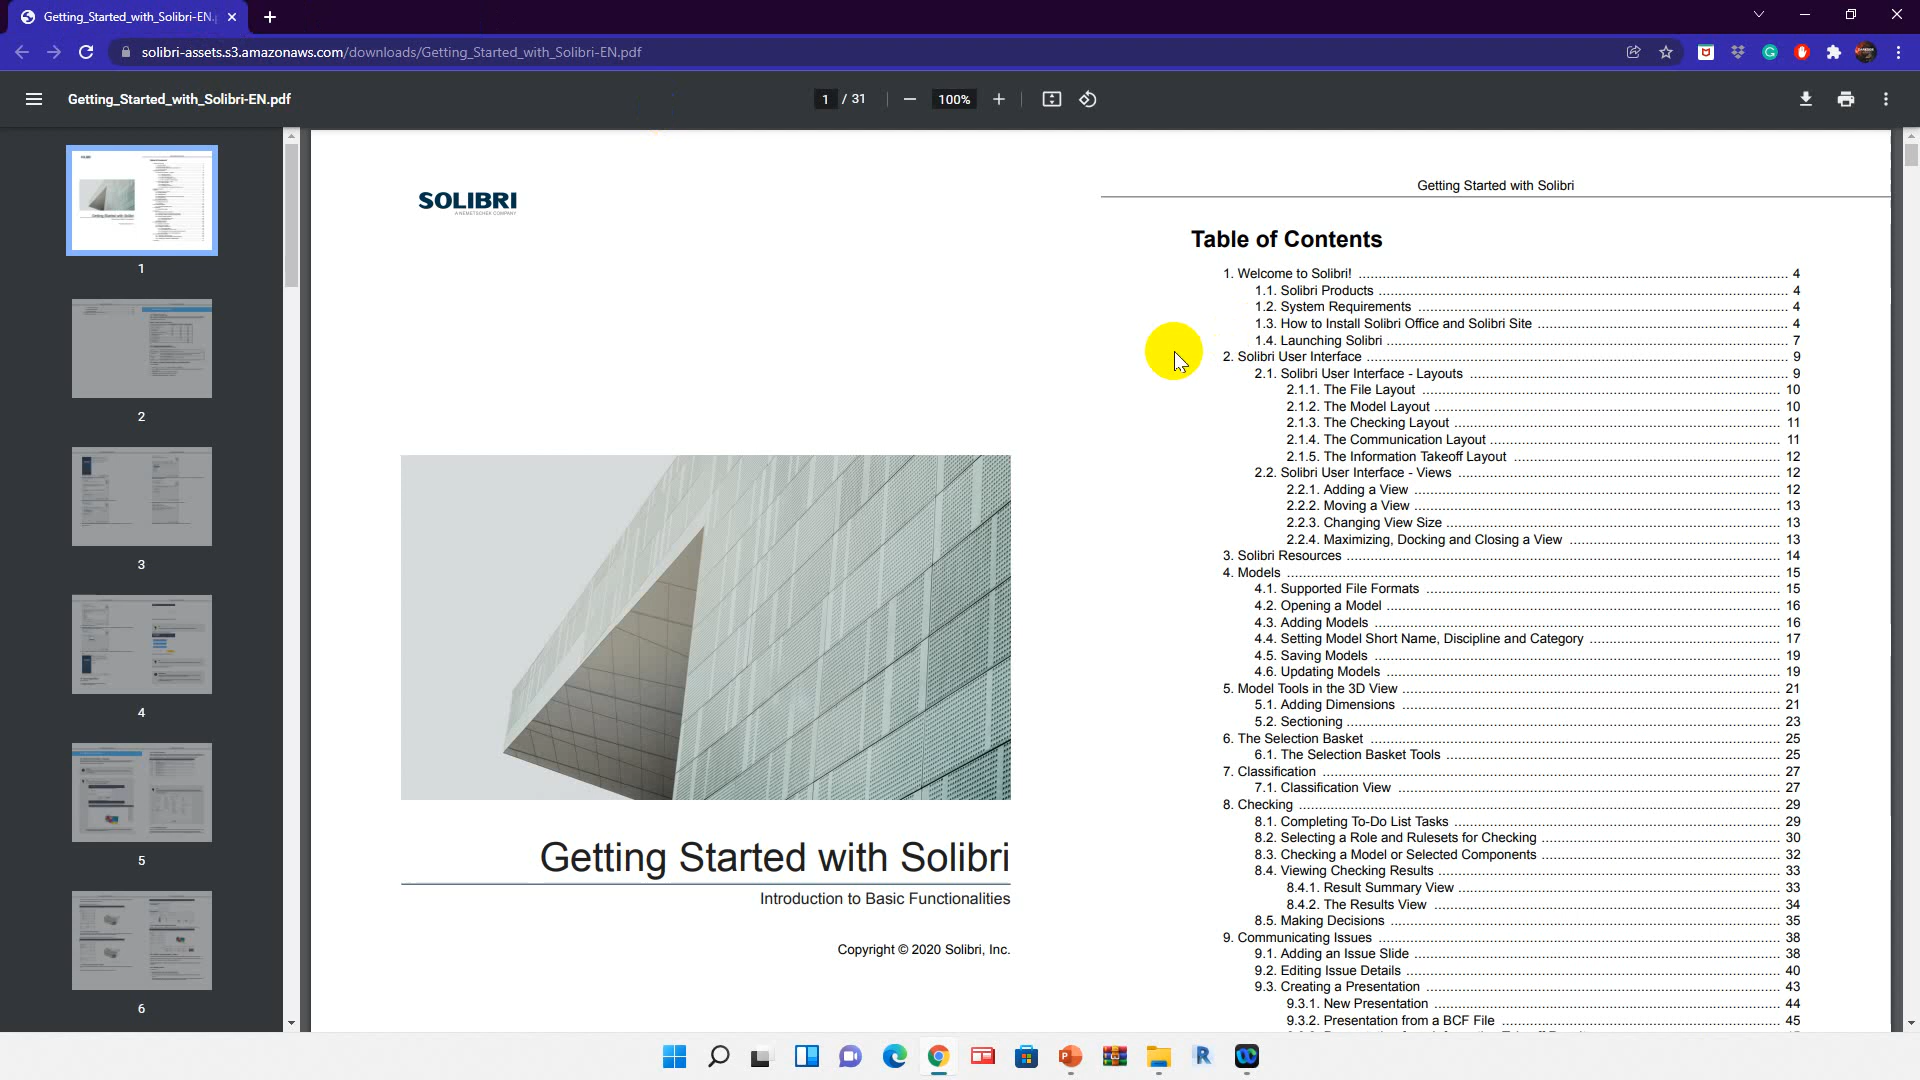 Getting_Started_with_Solibri-EN.
solibri-assets.s3.amazonaws.com/downloads/Getting_Started_with_Solibri-EN.pdf
Getting_Started_with_Solibri-EN.pdf
1 / 31
100%
1
2
3
4
5
6
SOLIBRI
A NEMETSCHEK COMPANY
Getting Started with Solibri
Introduction to Basic Functionalities
Copyright © 2020 Solibri, Inc.
Getting Started with Solibri
Table of Contents
1. Welcome to Solibri! 4
1.1. Solibri Products 4
1.2. System Requirements 4
1.3. How to Install Solibri Office and Solibri Site 4
1.4. Launching Solibri 7
2. Solibri User Interface 9
2.1. Solibri User Interface - Layouts 9
2.1.1. The File Layout 10
2.1.2. The Model Layout 10
2.1.3. The Checking Layout 11
2.1.4. The Communication Layout 11
2.1.5. The Information Takeoff Layout 12
2.2. Solibri User Interface - Views 12
2.2.1. Adding a View 12
2.2.2. Moving a View 13
2.2.3. Changing View Size 13
2.2.4. Maximizing, Docking and Closing a View 13
3. Solibri Resources 14
4. Models 15
4.1. Supported File Formats 15
4.2. Opening a Model 16
4.3. Adding Models 16
4.4. Setting Model Short Name, Discipline and Category 17
4.5. Saving Models 19
4.6. Updating Models 19
5. Model Tools in the 3D View 21
5.1. Adding Dimensions 21
5.2. Sectioning 23
6. The Selection Basket 25
6.1. The Selection Basket Tools 25
7. Classification 27
7.1. Classification View 27
8. Checking 29
8.1. Completing To-Do List Tasks 29
8.2. Selecting a Role and Rulesets for Checking 30
8.3. Checking a Model or Selected Components 32
8.4. Viewing Checking Results 33
8.4.1. Result Summary View 33
8.4.2. The Results View 34
8.5. Making Decisions 35
9. Communicating Issues 38
9.1. Adding an Issue Slide 38
9.2. Editing Issue Details 40
9.3. Creating a Presentation 43
9.3.1. New Presentation 44
9.3.2. Presentation from a BCF File 45